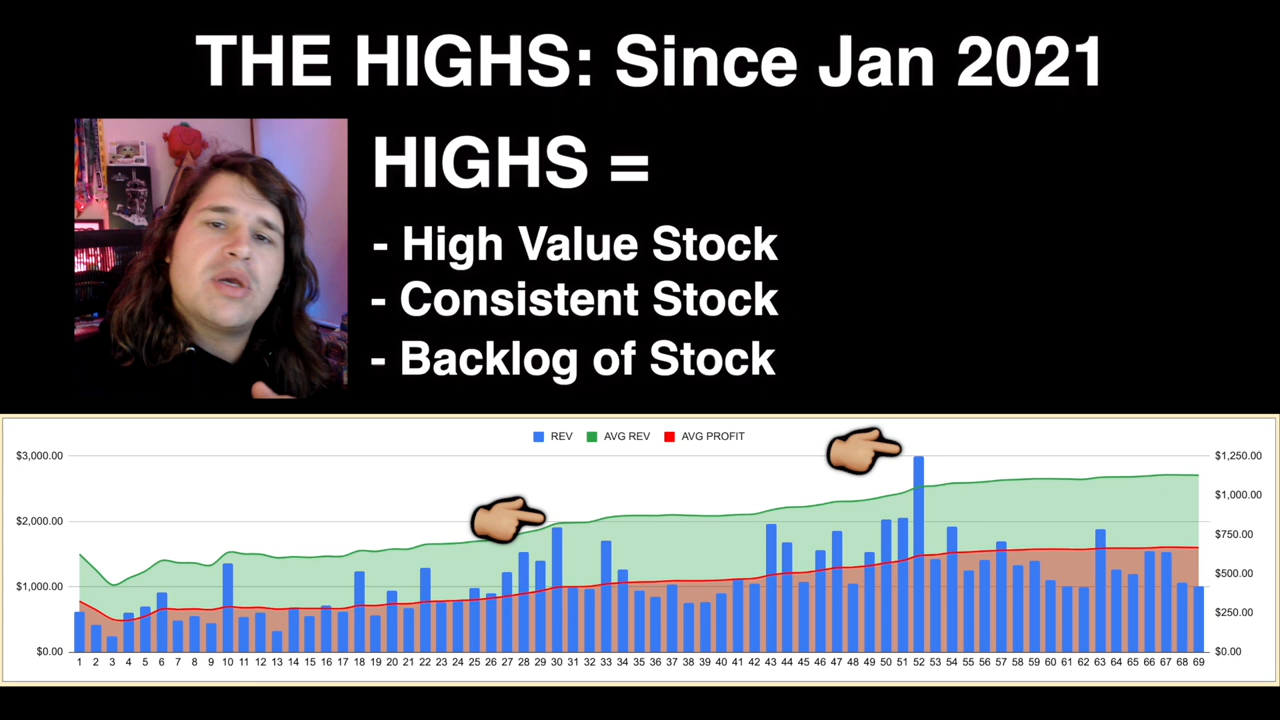 THE HIGHS: Since Jan 2021
HIGHS =
- High Value Stock
- Consistent Stock
- Backlog of Stock
REV AVG REV AVG PROFIT
$3,000.00
$2,000.00
$1,000.00
$0.00
$1,250.00
$1,000.00
$750.00
$500.00
$250.00
$0.00
1 2 3 4 5 6 7 8 9 10 11 12 13 14 15 16 17 18 19 20 21 22 23 24 25 26 27 28 29 30 31 32 33 34 35 36 37 38 39 40 41 42 43 44 45 46 47 48 49 50 51 52 53 54 55 56 57 58 59 60 61 62 63 64 65 66 67 68 69